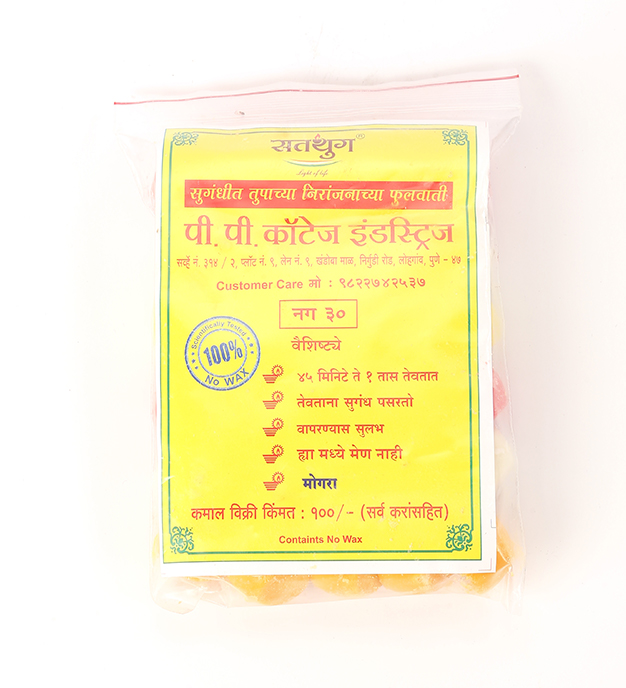 सतयुग®
Light of life
सुगंधीत तुपाच्या निरांजनाच्या फुलवाती
पी. पी. कॉटेज इंडस्ट्रिज
सर्व्हे नं. ३१४ / २, प्लॉट नं. ९, लेन नं. ९, खंडोबा माळ, निगुंडी रोड, लोहगांव, पुणे - ४७
Customer Care मो : ९८२२७४२५३७
नग ३०
Scientifically Tested
100%
No WAX
वैशिष्ट्ये
४५ मिनिटे ते १ तास तेवतात
तेवताना सुगंध पसरतो
वापरण्यास सुलभ
ह्या मध्ये मेण नाही
मोगरा
कमाल विक्री किंमत : १००/- (सर्व करांसहित)
Containts No Wax